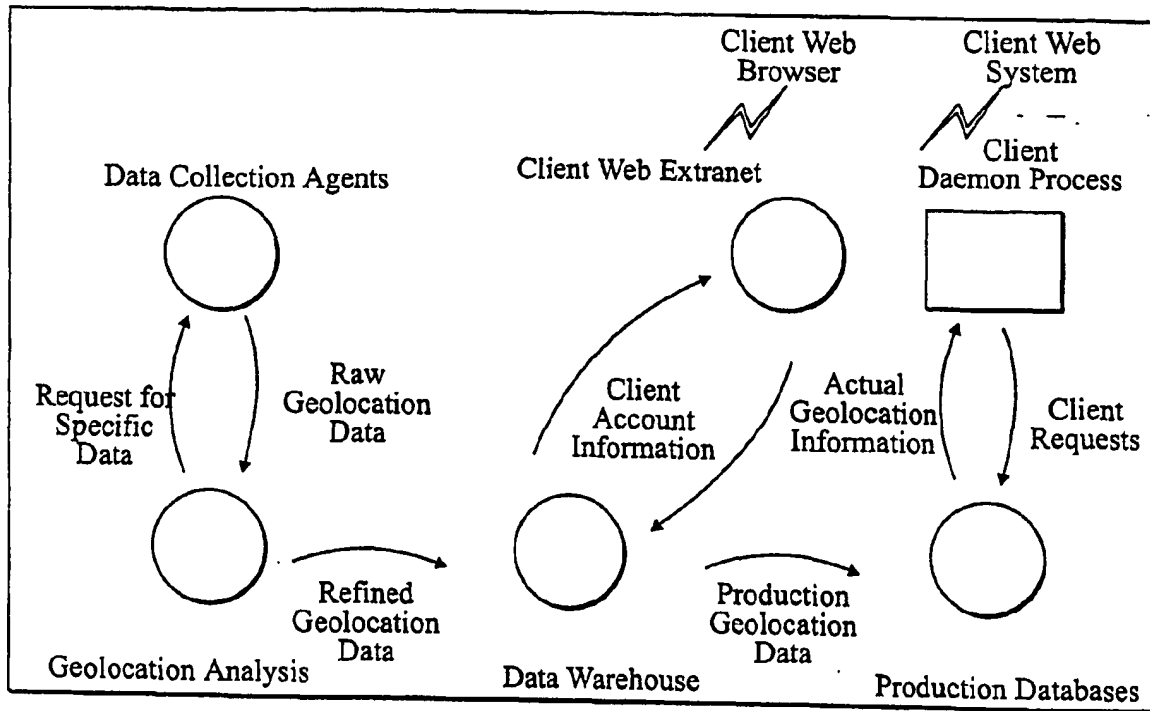 Client Web
Browser
Client Web
System
Client Web Extranet
Client
Daemon Process
Data Collection Agents
Request for
Specific
Data
Raw
Geolocation
Data
Client
Account
Information
Actual
Geolocation
Information
Client
Requests
Refined
Geolocation
Data
Production
Geolocation
Data
Geolocation Analysis
Data Warehouse
Production Databases